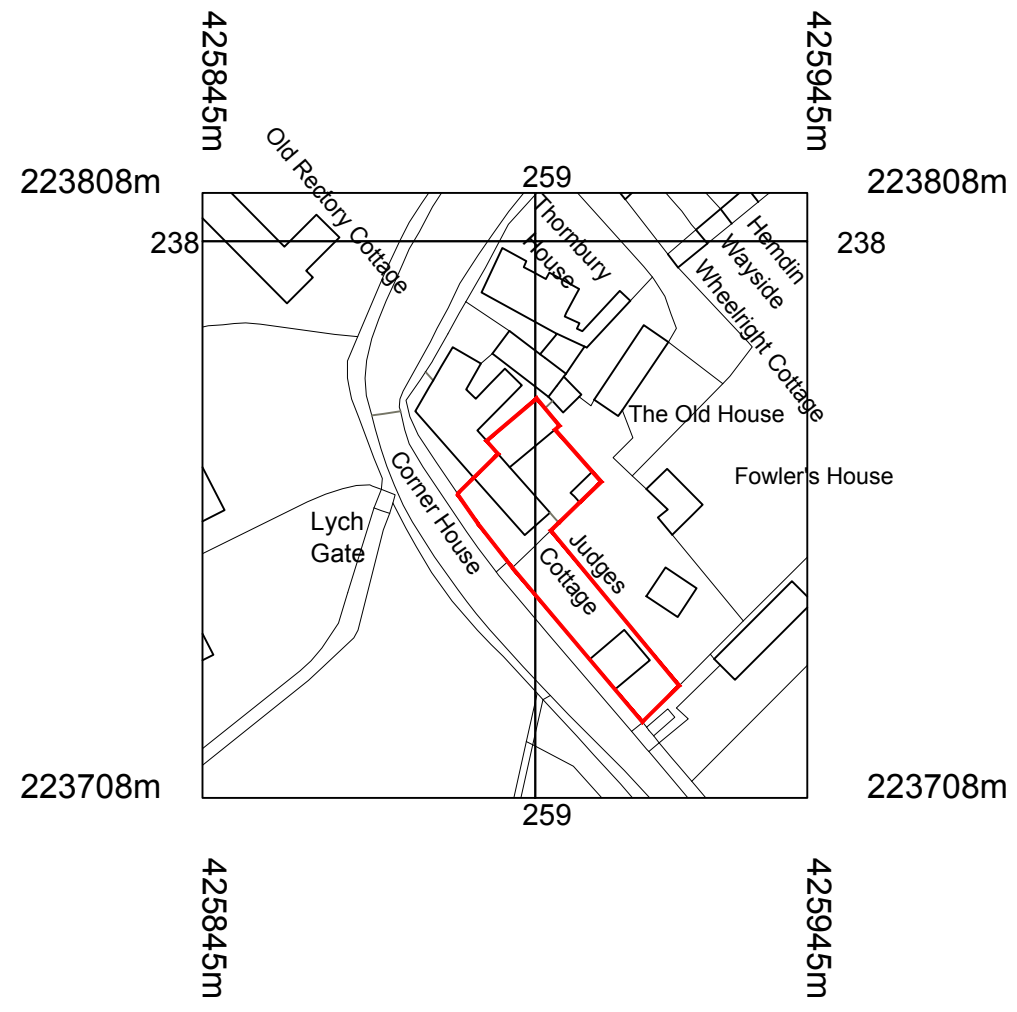 425845m
425945m
223808m
259
223808m
238
238
Old Rectory Cottage
Thornbury
House
Hemdin
Wayside
Wheelright Cottage
The Old House
Fowler's House
Corner House
Lych
Gate
Judges
Cottage
223708m
259
223708m
425845m
425945m